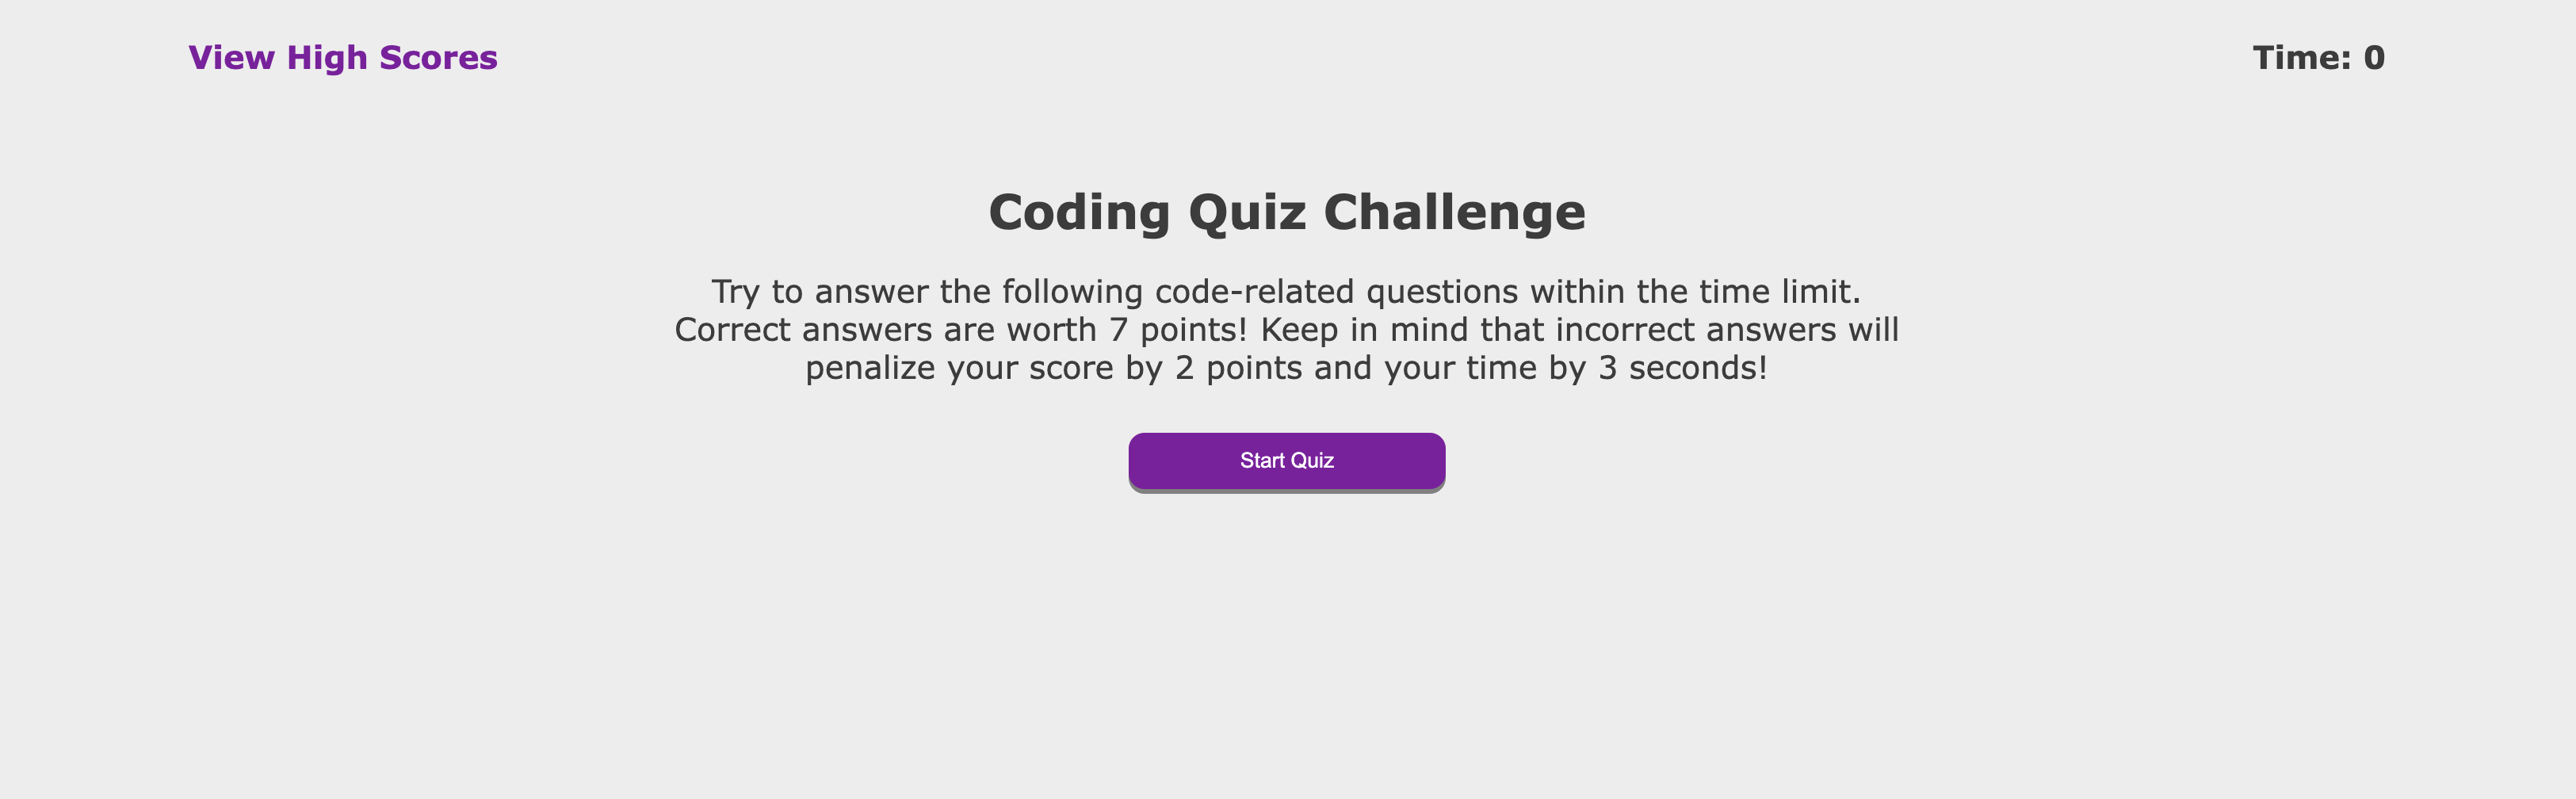 View High Scores
Time: 0
Coding Quiz Challenge
Try to answer the following code-related questions within the time limit.
Correct answers are worth 7 points! Keep in mind that incorrect answers will
penalize your score by 2 points and your time by 3 seconds!
Start Quiz